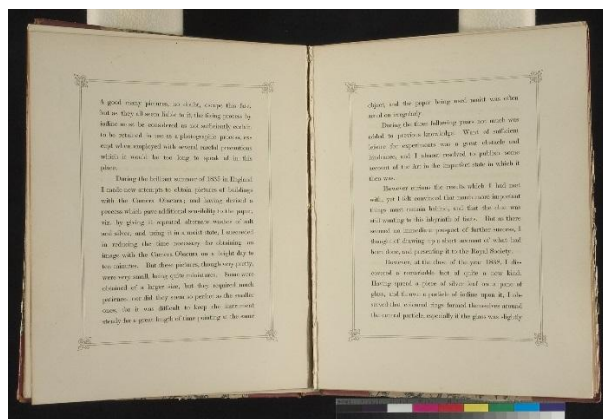 A good many pictures, no doubt, escape this fate,
but as they all seem liable to it, the fixing process by
iodine must be considered as not sufficiently certain
to be retained in use as a photographic process, ex-
cept when employed with several careful precautions
which it would be too long to speak of in this
place.
During the brilliant summer of 1835 in England
I made new attempts to obtain pictures of buildings
with the Camera Obscura; and having devised a
process which gave additional sensibility to the paper,
viz. by giving it repeated alternate washes of salt
and silver, and using it in a moist state, I succeeded
in reducing the time necessary for obtaining an
image with the Camera Obscura on a bright day to
ten minutes. But these pictures, though very pretty,
were very small, being quite miniatures. Some were
obtained of a larger size, but they required much
patience, nor did they seem so perfect as the smaller
ones, for it was difficult to keep the instrument
steady for a great length of time pointing at the same
object, and the paper being used moist was often
acted on irregularly.
During the three following years not much was
added to previous knowledge. Want of sufficient
leisure for experiments was a great obstacle and
hindrance, and I almost resolved to publish some
account of the Art in the imperfect state in which it
then was.
However curious the results which I had met
with, yet I felt convinced that much more important
things must remain behind, and that the clue was
still wanting to this labyrinth of facts. But as there
seemed no immediate prospect of further success, I
thought of drawing up a short account of what had
been done, and presenting it to the Royal Society.
However, at the close of the year 1838, I dis-
covered a remarkable fact of quite a new kind.
Having spread a piece of silver leaf on a pane of
glass, and thrown a particle of iodine upon it, I ob-
served that coloured rings formed themselves around
the central particle, especially if the glass was slightly